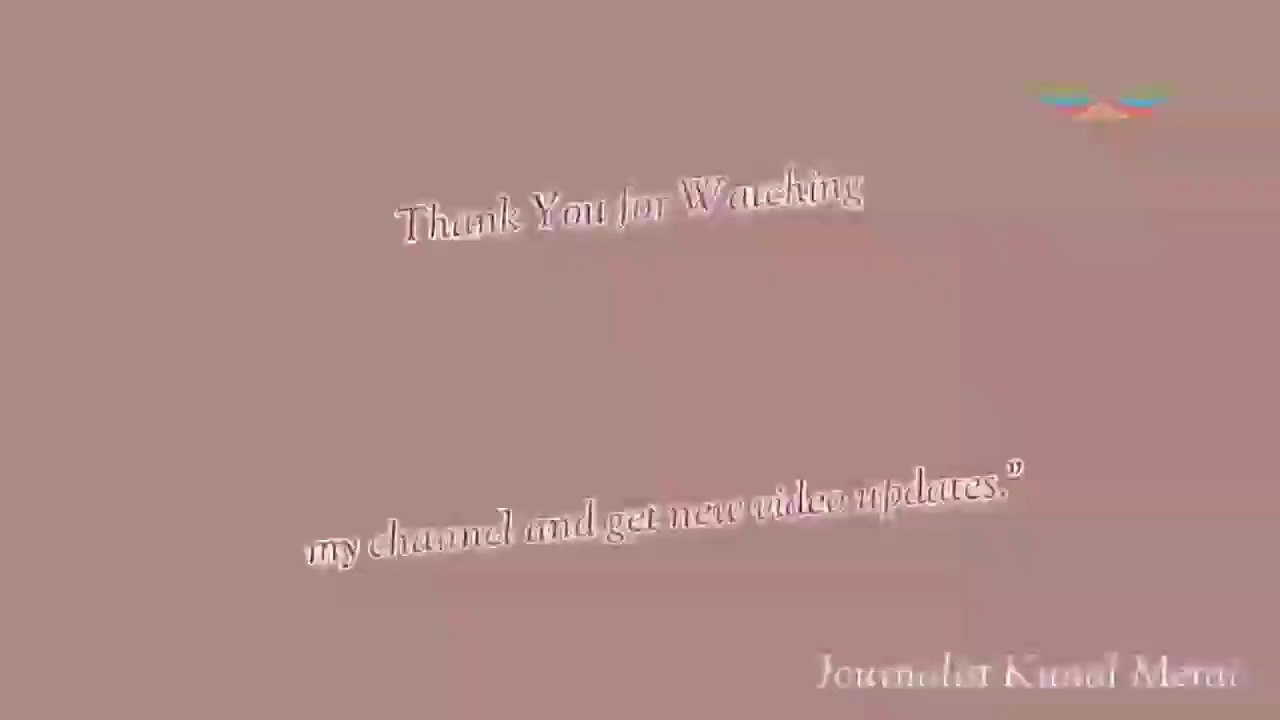 Thank You for Watching
my channel and get new video updates.”
Journalist Kunal Merai